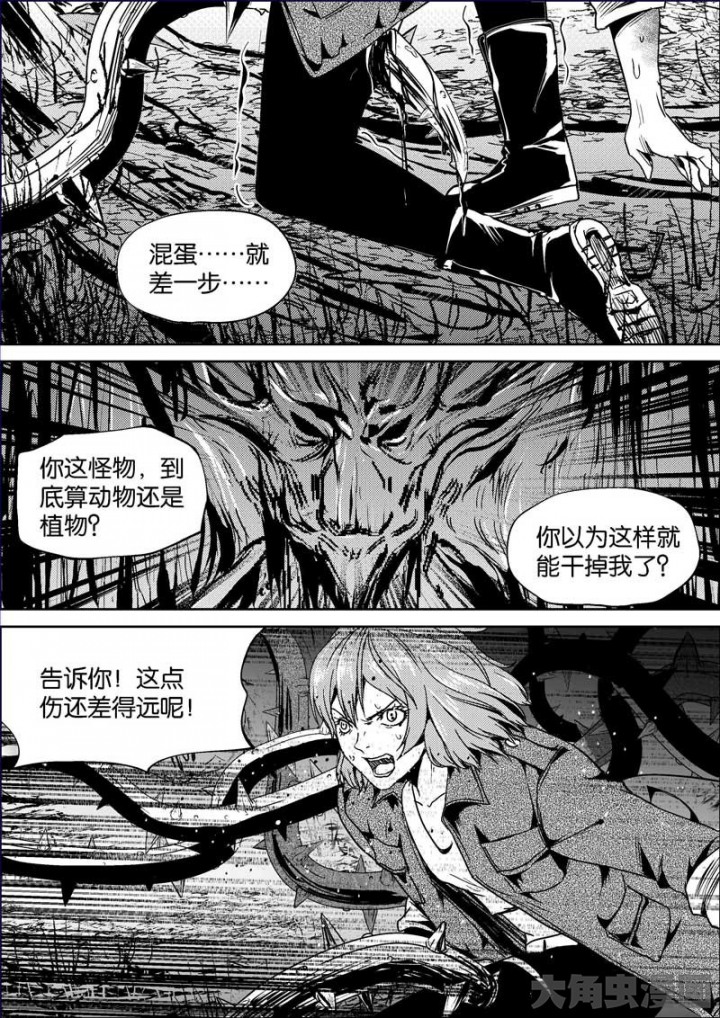 混蛋……就
差一步……
你这怪物，到
底算动物还是
植物？
你以为这样就
能干掉我了？
告诉你！这点
伤还差得远呢！
大角虫漫画